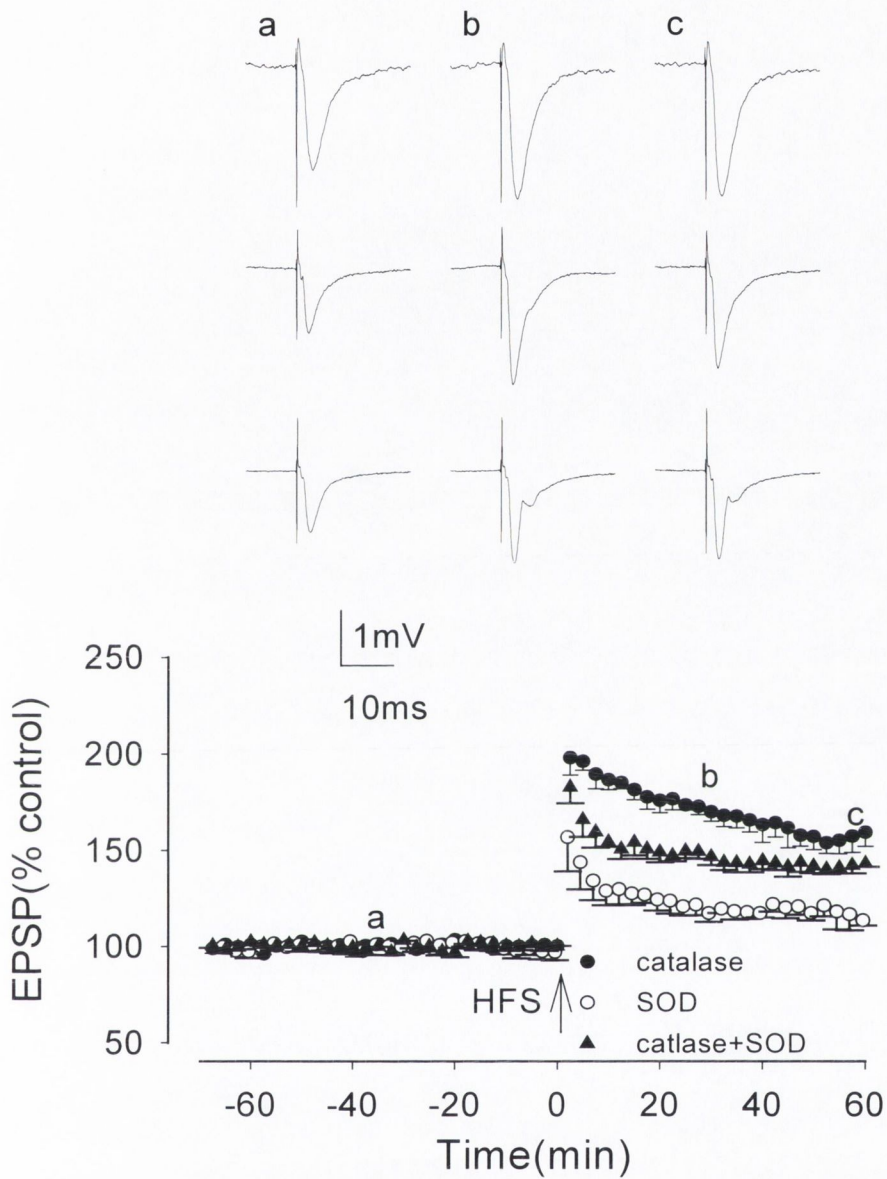 a b c
1mV
10ms
250
200
150
100
50
EPSP(% control)
a
b
c
HFS
catalase
SOD
catlase+SOD
-60 -40 -20 0 20 40 60
Time(min)